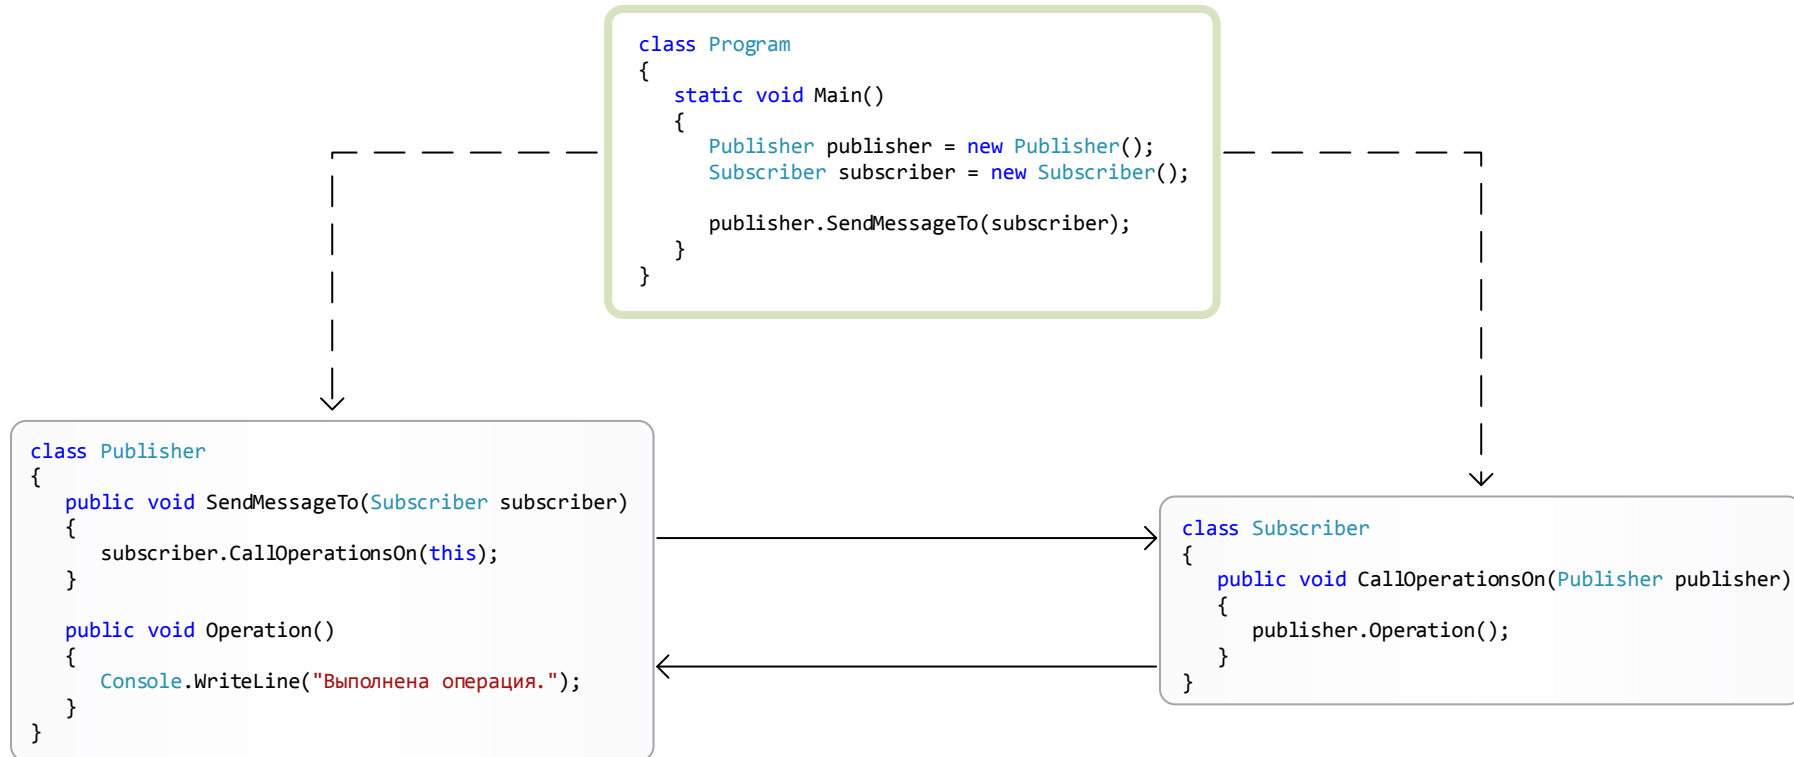 class Program
{
static void Main()
{
Publisher publisher = new Publisher();
Subscriber subscriber = new Subscriber();
publisher.SendMessageTo(subscriber);
}
}
class Publisher
{
public void SendMessageTo(Subscriber subscriber)
{
subscriber.CallOperationsOn(this);
}
public void Operation()
{
Console.WriteLine("Выполнена операция.");
}
}
class Subscriber
{
public void CallOperationsOn(Publisher publisher)
{
publisher.Operation();
}
}